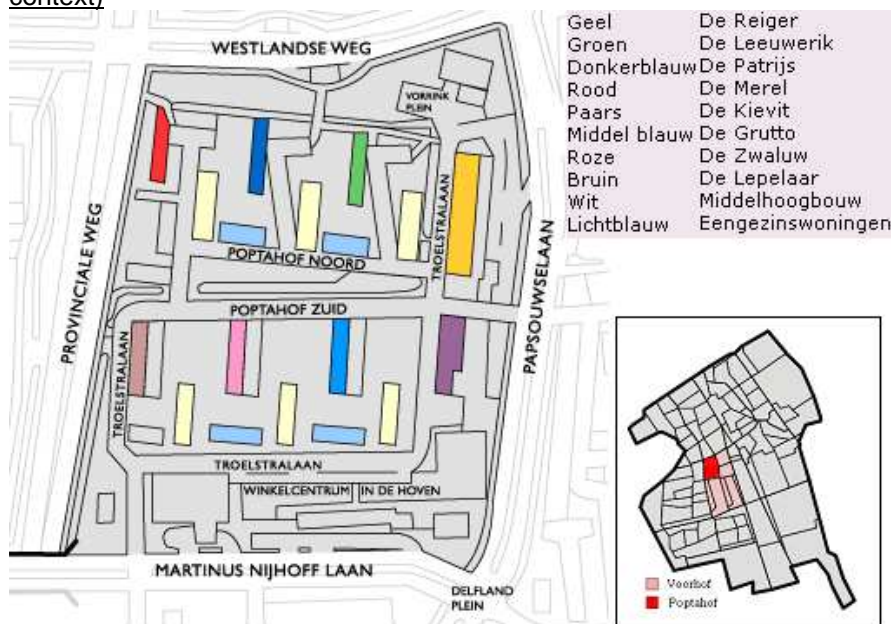 context)
WESTLANDSE WEG
VORRINK
PLEIN
PROVINCIALE WEG
TROELSTRALAAN
POPTAHOF NOORD
POPTAHOF ZUID
PAPSOUWSELAAN
TROELSTRALAAN
TROELSTRALAAN
WINKELCENTRUM IN DE HOVEN
MARTINUS NIJHOFF LAAN
DELFLAND
PLEIN
Geel De Reiger
Groen De Leeuwerik
Donkerblauw De Patrijs
Rood De Merel
Paars De Kievit
Middel blauw De Grutto
Roze De Zwaluw
Bruin De Lepelaar
Wit Middelhoogbouw
Lichtblauw Eengezinswoningen
Voorhof
Poptahof